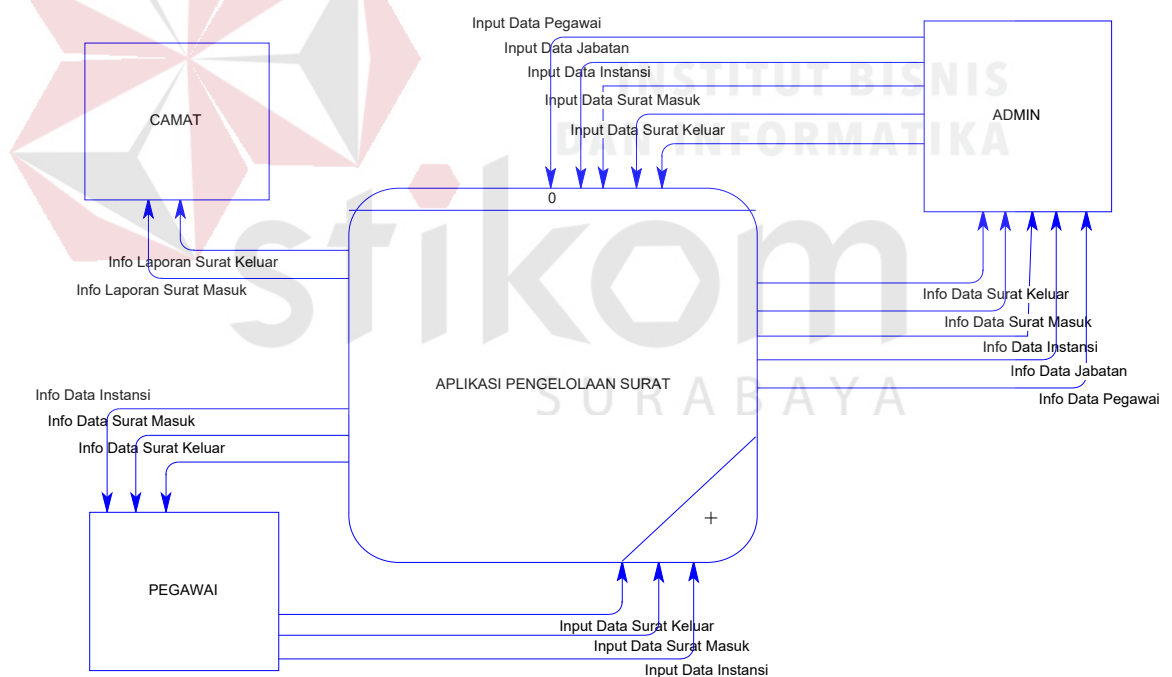 Input Data Pegawai
Input Data Jabatan
Input Data Instansi
Input Data Surat Masuk
Input Data Surat Keluar
CAMAT
ADMIN
INSTITUT BISNIS
DAN INFORMATIKA
0
stikom
SURABAYA
Info Laporan Surat Keluar
Info Laporan Surat Masuk
Info Data Surat Keluar
Info Data Surat Masuk
Info Data Instansi
Info Data Jabatan
Info Data Pegawai
APLIKASI PENGELOLAAN SURAT
Info Data Instansi
Info Data Surat Masuk
Info Data Surat Keluar
+
PEGAWAI
Input Data Surat Keluar
Input Data Surat Masuk
Input Data Instansi